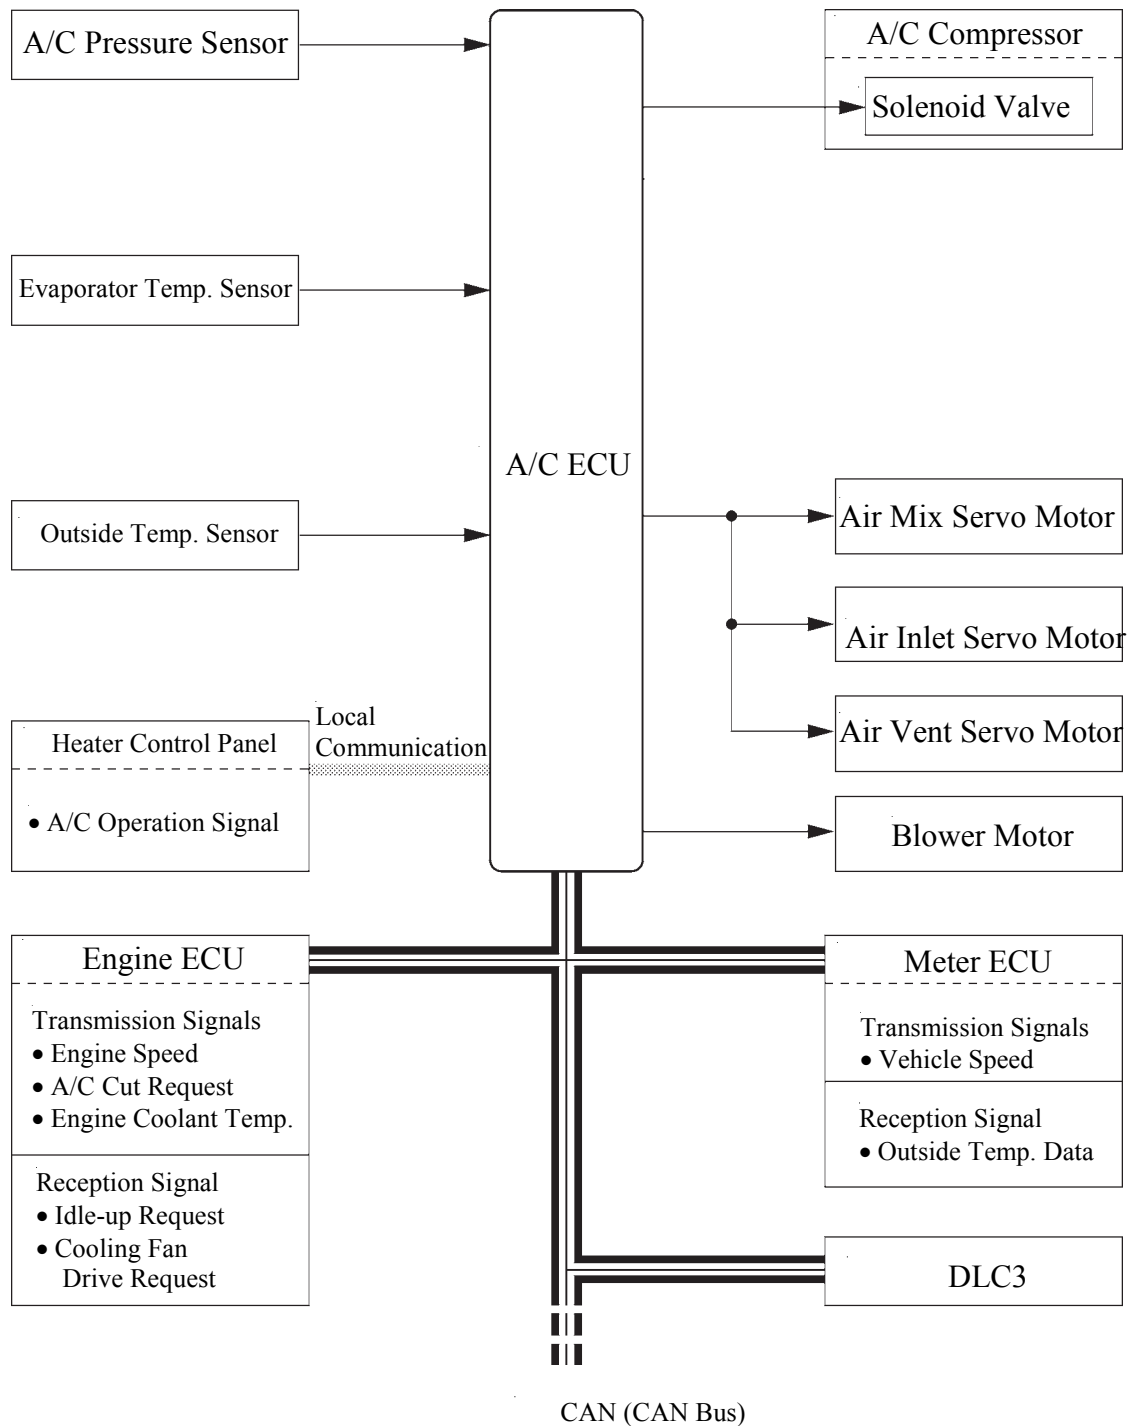 A/C Pressure Sensor
Evaporator Temp. Sensor
Outside Temp. Sensor
Heater Control Panel
• A/C Operation Signal
Local
Communication
A/C ECU
A/C Compressor
Solenoid Valve
Air Mix Servo Motor
Air Inlet Servo Motor
Air Vent Servo Motor
Blower Motor
Engine ECU
Transmission Signals
• Engine Speed
• A/C Cut Request
• Engine Coolant Temp.
Reception Signal
• Idle-up Request
• Cooling Fan
Drive Request
Meter ECU
Transmission Signals
• Vehicle Speed
Reception Signal
• Outside Temp. Data
DLC3
CAN (CAN Bus)